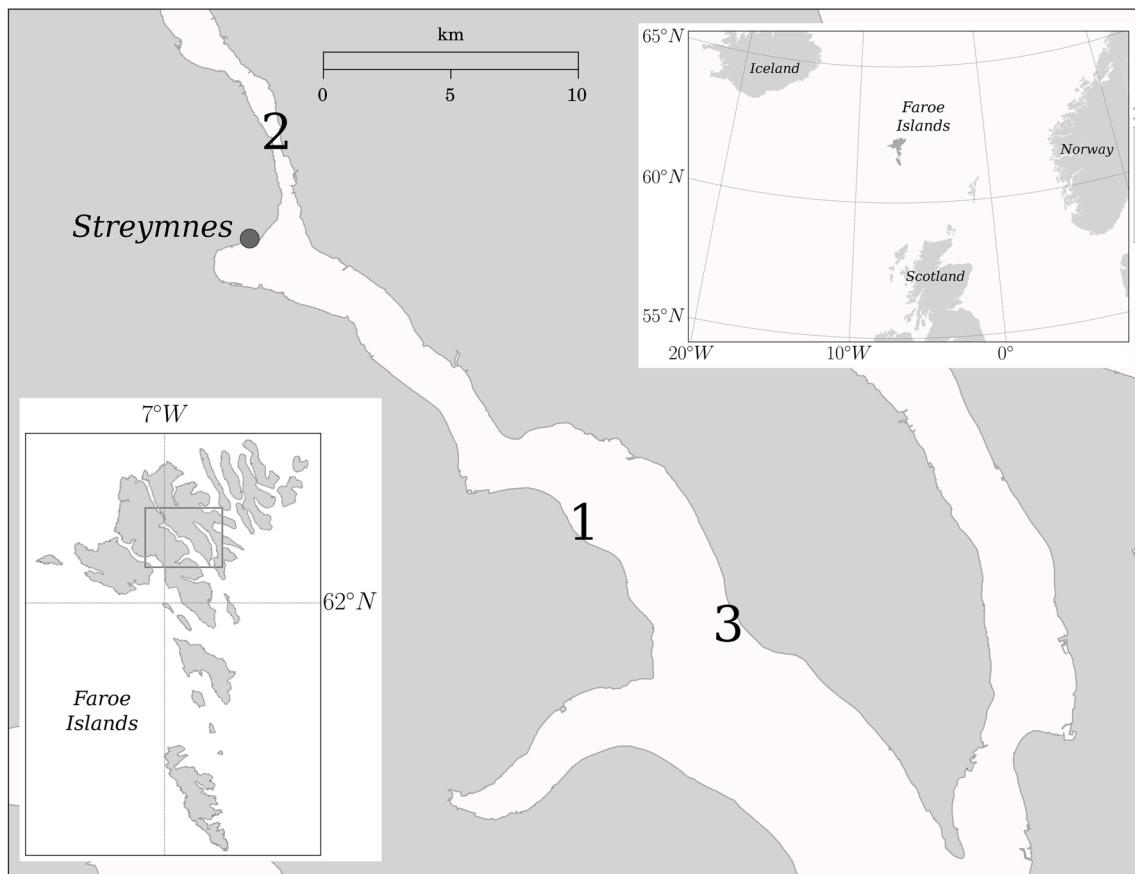 km
0 5 10
2
Streymnes
1
3
65°N
60°N
55°N
20°W 10°W 0°
Iceland
Faroe
Islands
Norway
Scotland
7°W
62°N
Faroe
Islands